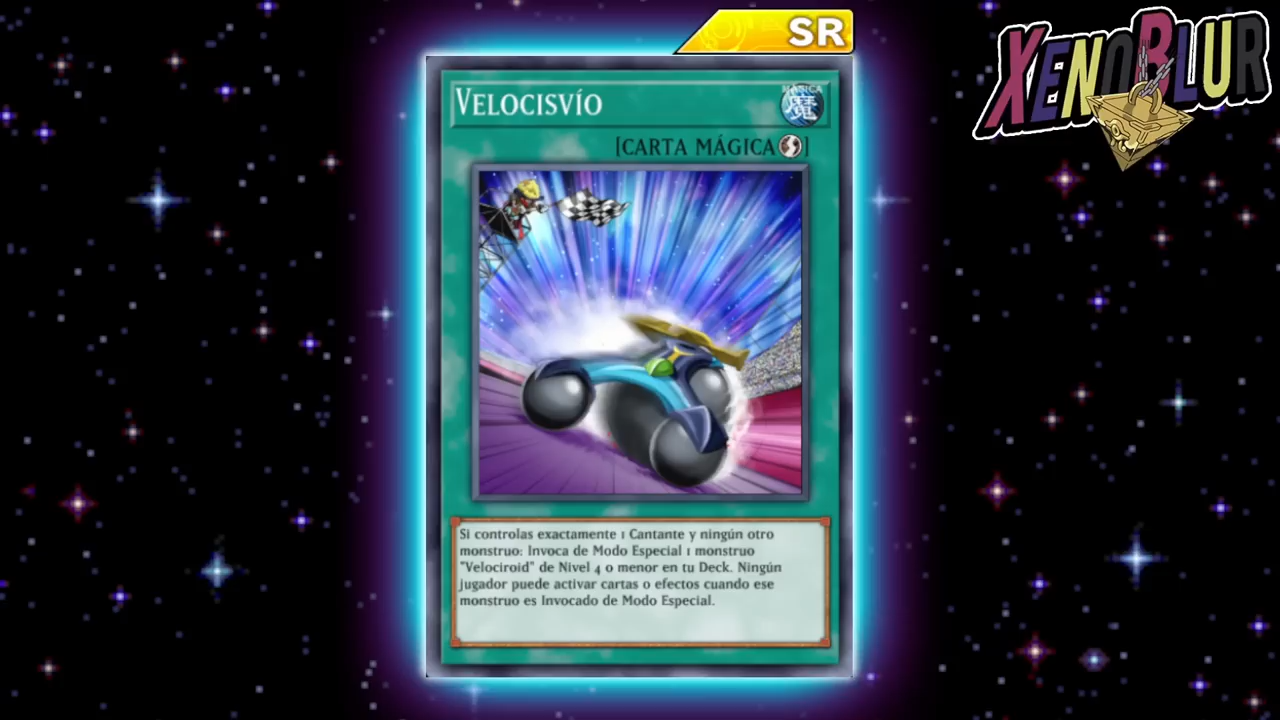 SR
XENOBLUR
VELOCISVÍO
MÁGICA
魔
[CARTA MÁGICA]
Si controlas exactamente 1 Cantante y ningún otro
monstruo: Invoca de Modo Especial 1 monstruo
"Velociroid" de Nivel 4 o menor en tu Deck. Ningún
jugador puede activar cartas o efectos cuando ese
monstruo es Invocado de Modo Especial.